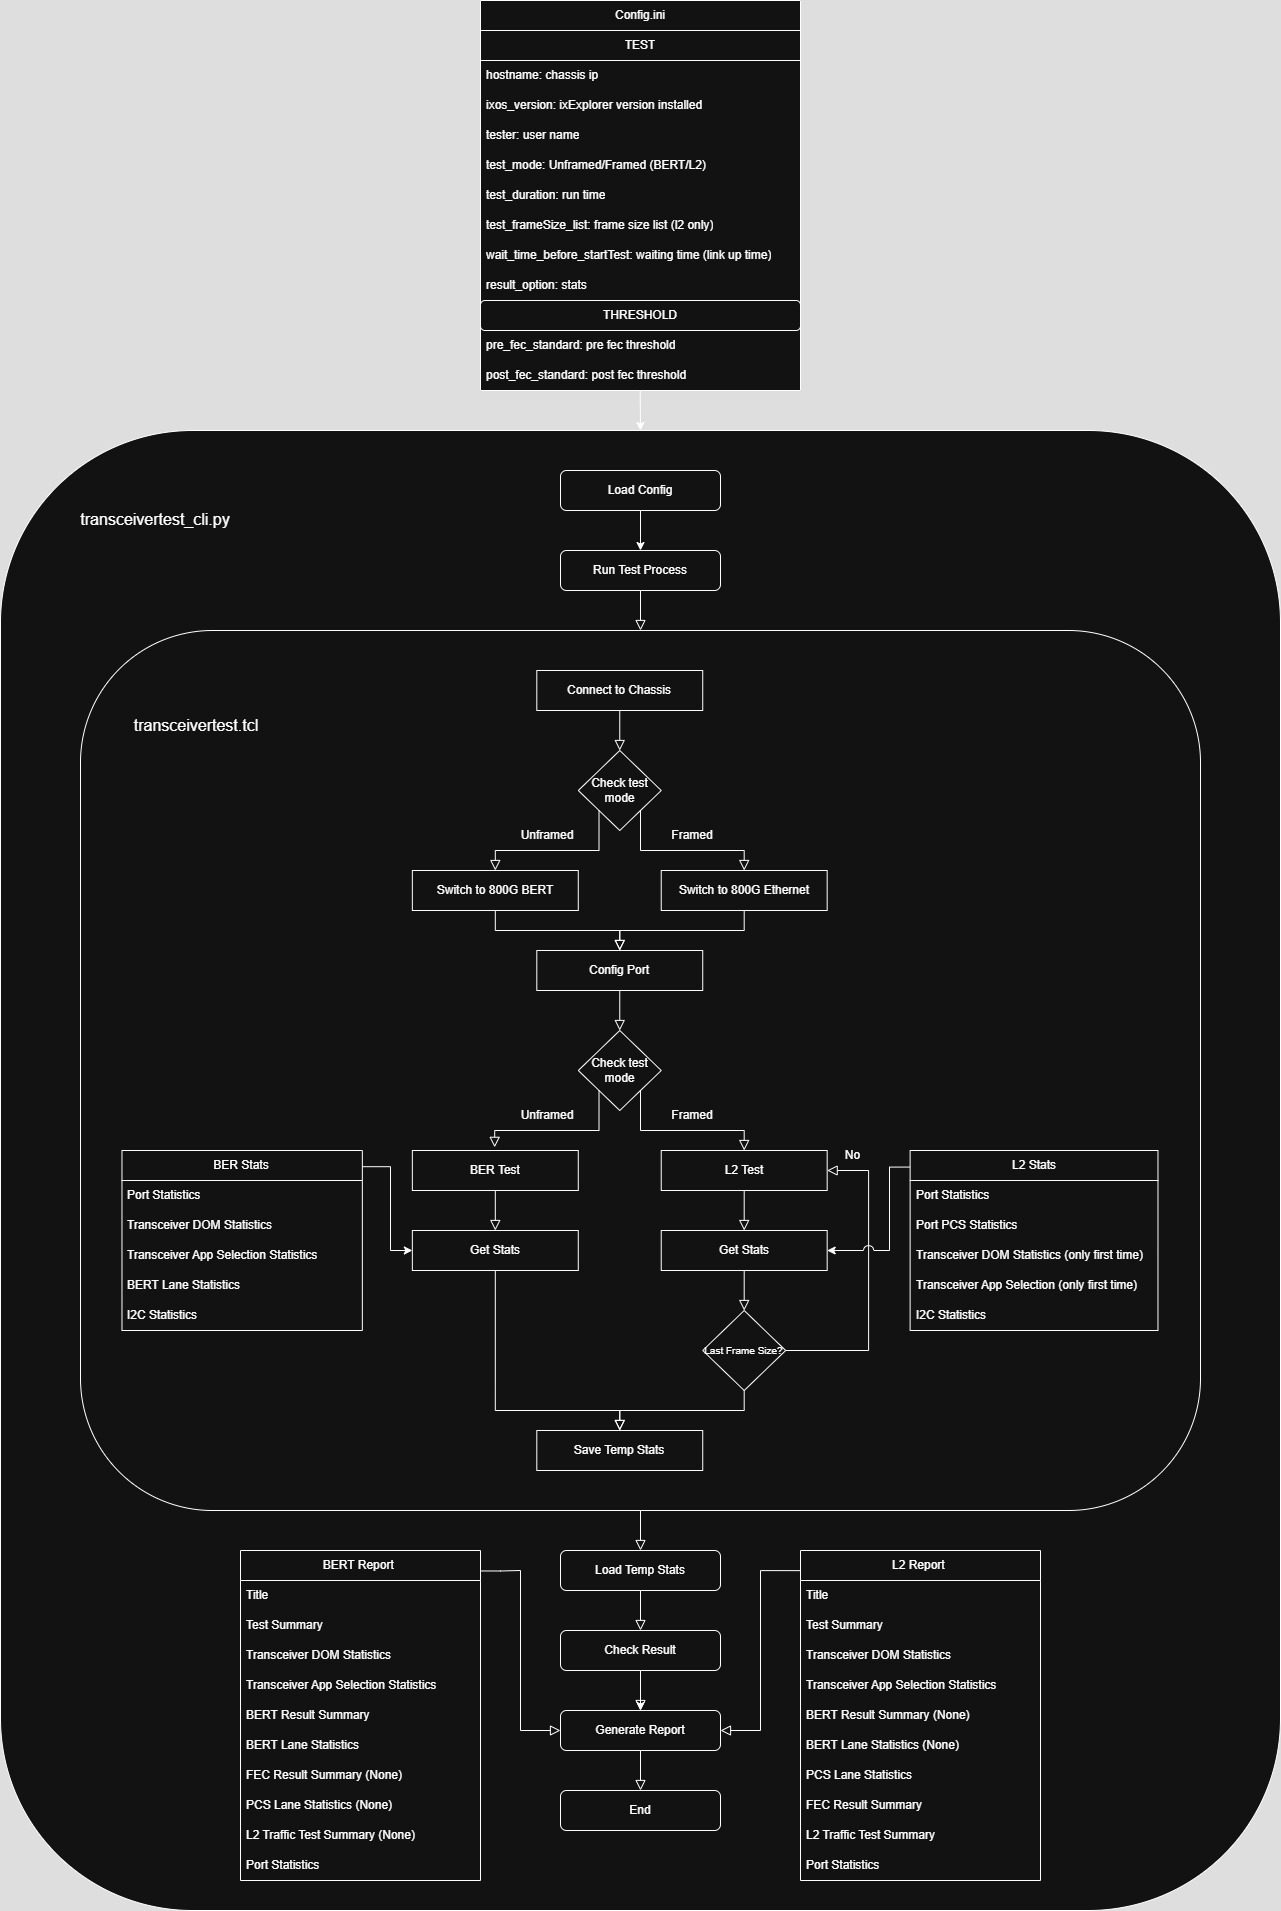 Config.ini
TEST
hostname: chassis ip
ixos_version: ixExplorer version installed
tester: user name
test_mode: Unframed/Framed (BERT/L2)
test_duration: run time
test_frameSize_list: frame size list (l2 only)
wait_time_before_startTest: waiting time (link up time)
result_option: stats
THRESHOLD
pre_fec_standard: pre fec threshold
post_fec_standard: post fec threshold
transceivertest_cli.py
Load Config
Run Test Process
transceivertest.tcl
Connect to Chassis
Check test
mode
Unframed
Framed
Switch to 800G BERT
Switch to 800G Ethernet
Config Port
Check test
mode
Unframed
Framed
BER Stats
Port Statistics
Transceiver DOM Statistics
Transceiver App Selection Statistics
BERT Lane Statistics
I2C Statistics
BER Test
Get Stats
L2 Test
No
Get Stats
Last Frame Size?
L2 Stats
Port Statistics
Port PCS Statistics
Transceiver DOM Statistics (only first time)
Transceiver App Selection (only first time)
I2C Statistics
Save Temp Stats
BERT Report
Title
Test Summary
Transceiver DOM Statistics
Transceiver App Selection Statistics
BERT Result Summary
BERT Lane Statistics
FEC Result Summary (None)
PCS Lane Statistics (None)
L2 Traffic Test Summary (None)
Port Statistics
Load Temp Stats
Check Result
Generate Report
End
L2 Report
Title
Test Summary
Transceiver DOM Statistics
Transceiver App Selection Statistics
BERT Result Summary (None)
BERT Lane Statistics (None)
PCS Lane Statistics
FEC Result Summary
L2 Traffic Test Summary
Port Statistics